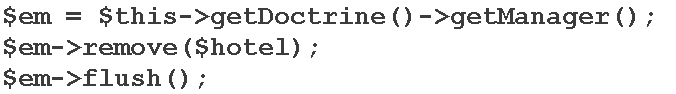 $em = $this->getDoctrine()->getManager();
$em->remove($hotel);
$em->flush();